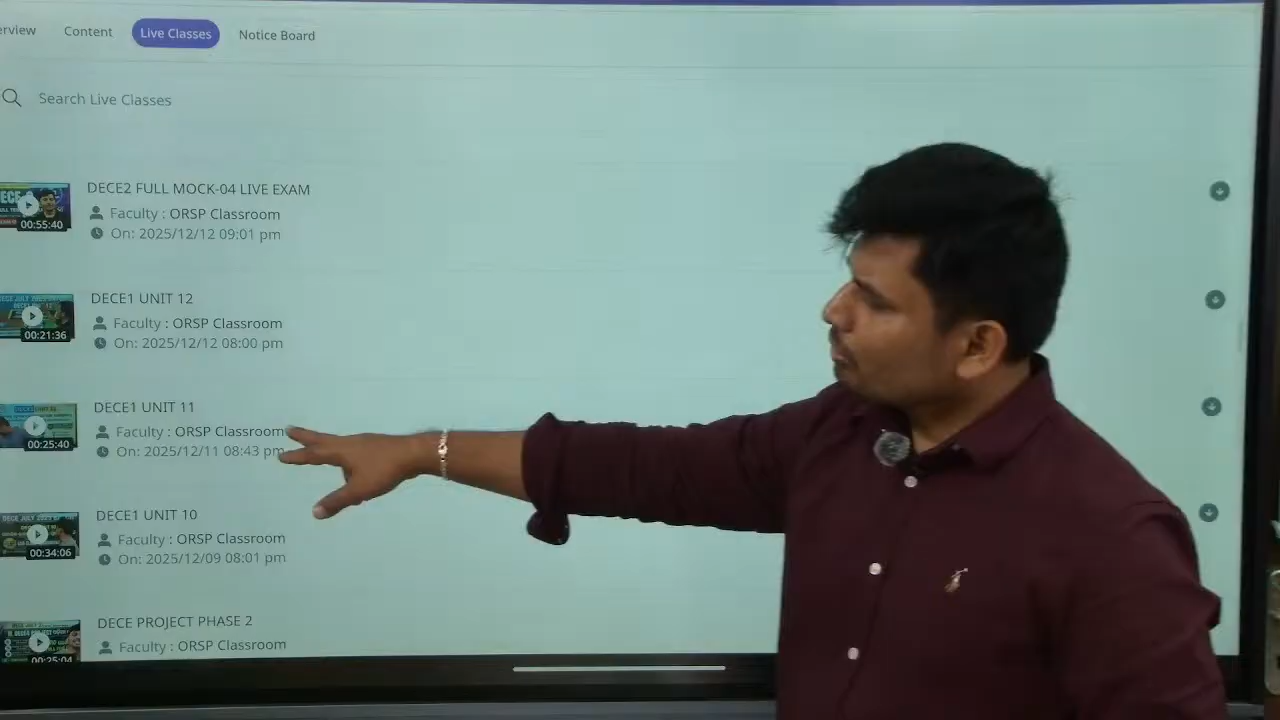 erview Content Live Classes Notice Board
Search Live Classes
DECE2 FULL MOCK-04 LIVE EXAM
Faculty : ORSP Classroom
On: 2025/12/12 09:01 pm
00:55:40
DECE1 UNIT 12
Faculty : ORSP Classroom
On: 2025/12/12 08:00 pm
00:21:36
DECE1 UNIT 11
Faculty : ORSP Classroom
On: 2025/12/11 08:43 pm
00:25:40
DECE1 UNIT 10
Faculty : ORSP Classroom
On: 2025/12/09 08:01 pm
00:34:06
DECE PROJECT PHASE 2
Faculty : ORSP Classroom
00:25:04